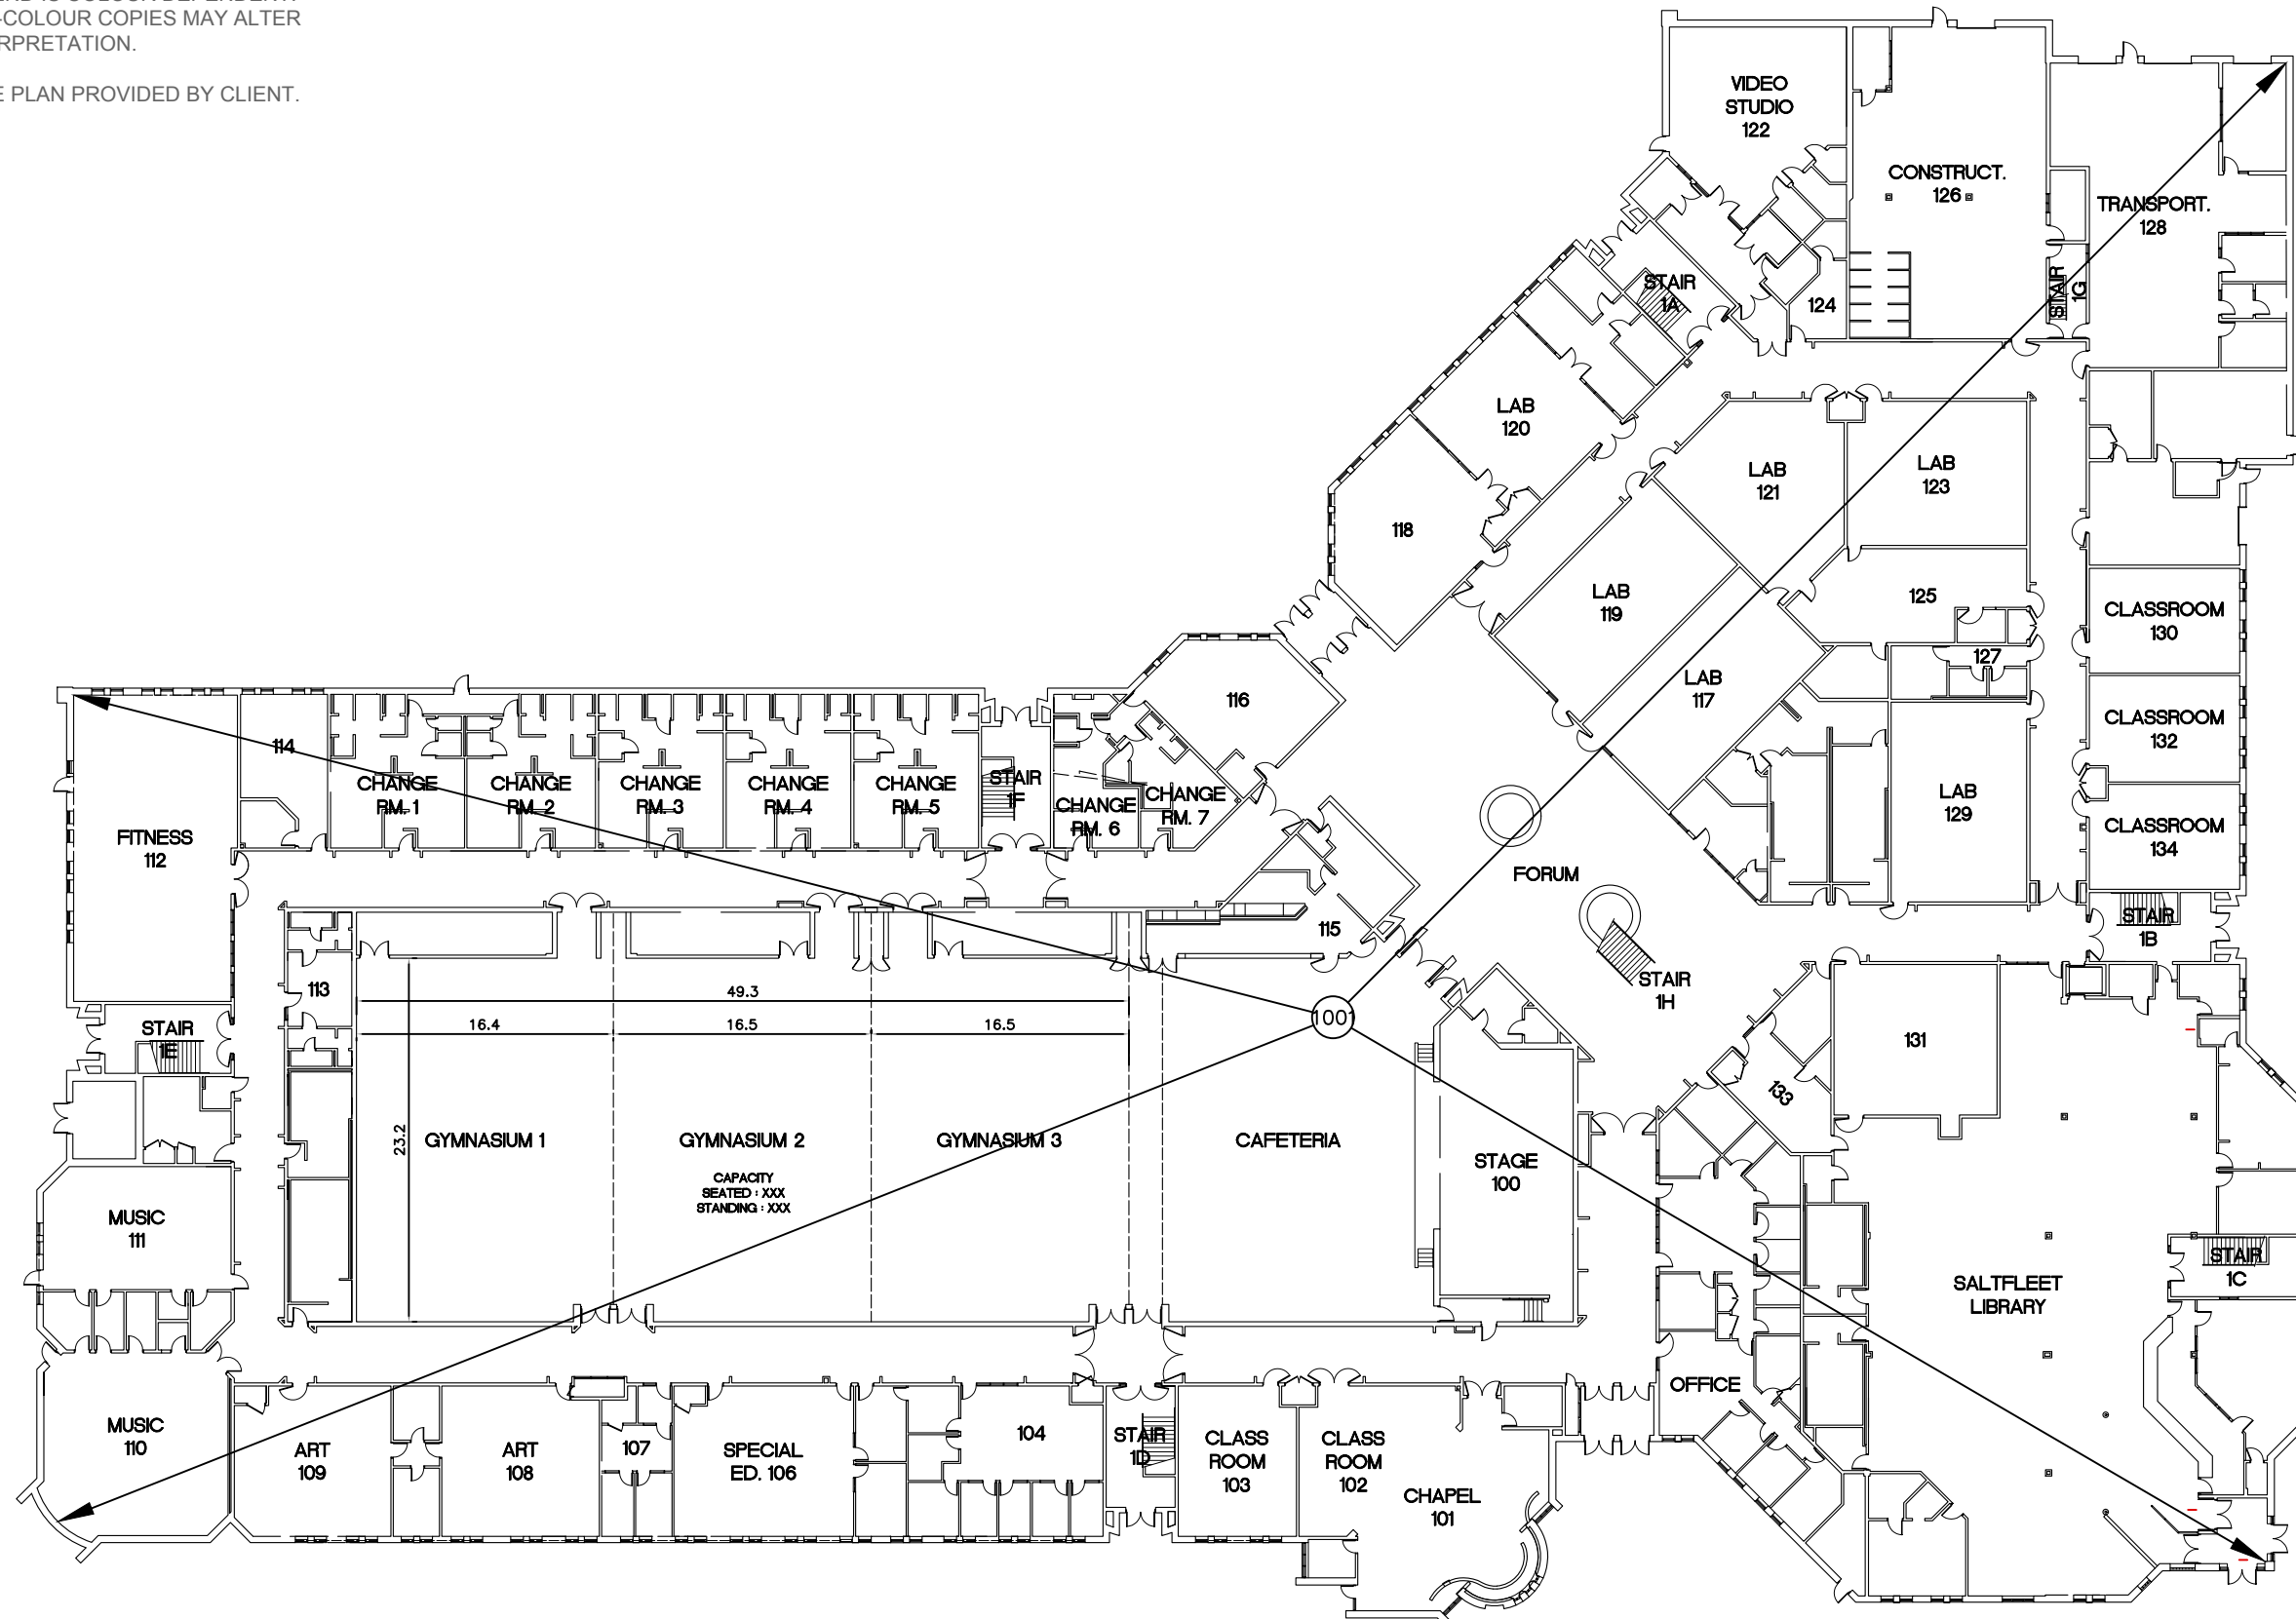 -COLOUR COPIES MAY ALTER
RPRETATION.
E PLAN PROVIDED BY CLIENT.
VIDEO
STUDIO
122
CONSTRUCT.
126
TRANSPORT.
128
STAIR
1A
124
STAIR
1G
LAB
120
LAB
121
LAB
123
118
LAB
119
125
CLASSROOM
130
127
LAB
117
116
CLASSROOM
132
114
CHANGE
RM. 1
CHANGE
RM. 2
CHANGE
RM. 3
CHANGE
RM. 4
CHANGE
RM. 5
STAIR
1F
CHANGE
RM. 6
CHANGE
RM. 7
LAB
129
CLASSROOM
134
FITNESS
112
FORUM
115
STAIR
1B
113
49.3
STAIR
1H
16.4
16.5
16.5
1001
STAIR
1E
131
133
23.2
GYMNASIUM 1
GYMNASIUM 2
GYMNASIUM 3
CAFETERIA
CAPACITY
SEATED : XXX
STANDING : XXX
STAGE
100
MUSIC
111
STAIR
1C
SALTFLEET
LIBRARY
OFFICE
MUSIC
110
ART
109
ART
108
107
SPECIAL
ED. 106
104
STAIR
1D
CLASS
ROOM
103
CLASS
ROOM
102
CHAPEL
101